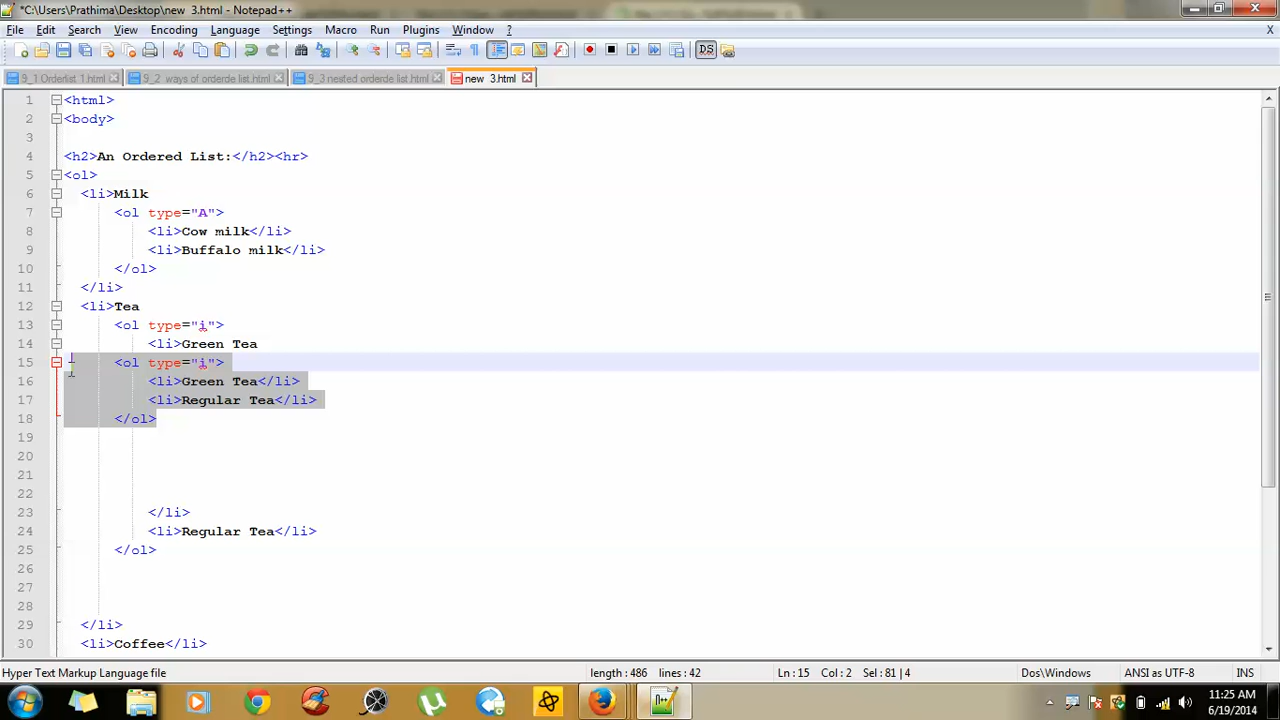 *C:\Users\Prathima\Desktop\new  3.html - Notepad++
File Edit Search View Encoding Language Settings Macro Run Plugins Window ? X
9_1 Orderlist 1.html 9_2  ways of orderde list.html 9_3 nested orderde list.html new  3.html
1 <html>
2 <body>
3
4 <h2>An Ordered List:</h2><hr>
5 <ol>
6 <li>Milk
7 <ol type="A">
8 <li>Cow milk</li>
9 <li>Buffalo milk</li>
10 </ol>
11 </li>
12 <li>Tea
13 <ol type="i">
14 <li>Green Tea
15 <ol type="i">
16 <li>Green Tea</li>
17 <li>Regular Tea</li>
18 </ol>
19
20
21
22
23 </li>
24 <li>Regular Tea</li>
25 </ol>
26
27
28
29 </li>
30 <li>Coffee</li>
Hyper Text Markup Language file length : 486 lines : 42 Ln : 15 Col : 2 Sel : 81 | 4 Dos\Windows ANSI as UTF-8 INS
11:25 AM
6/19/2014